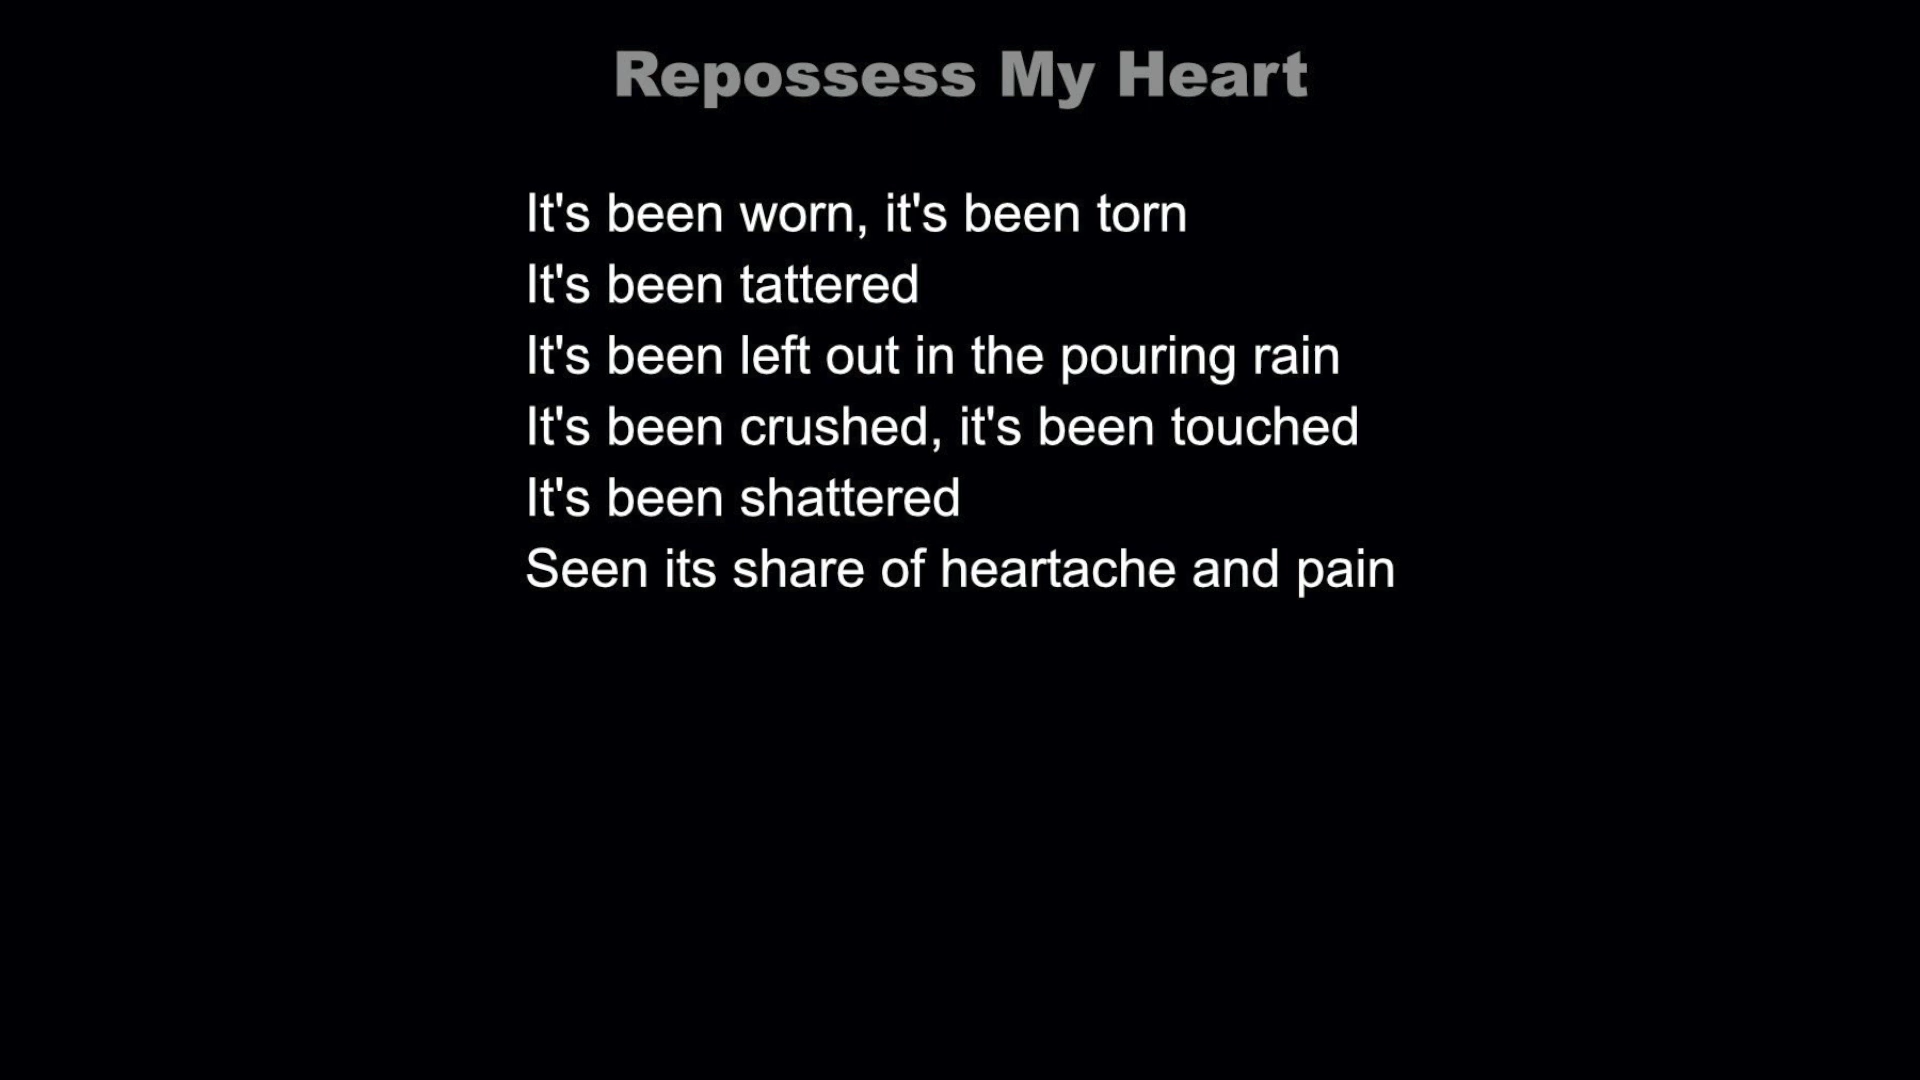 Repossess My Heart
It's been worn, it's been torn
It's been tattered
It's been left out in the pouring rain
It's been crushed, it's been touched
It's been shattered
Seen its share of heartache and pain